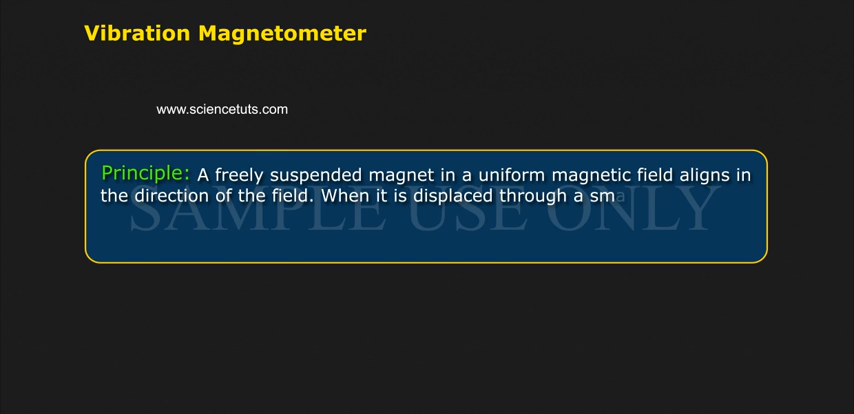 Vibration Magnetometer
www.sciencetuts.com
Principle: A freely suspended magnet in a uniform magnetic field aligns in
the direction of the field. When it is displaced through a sma
SAMPLE USE ONLY